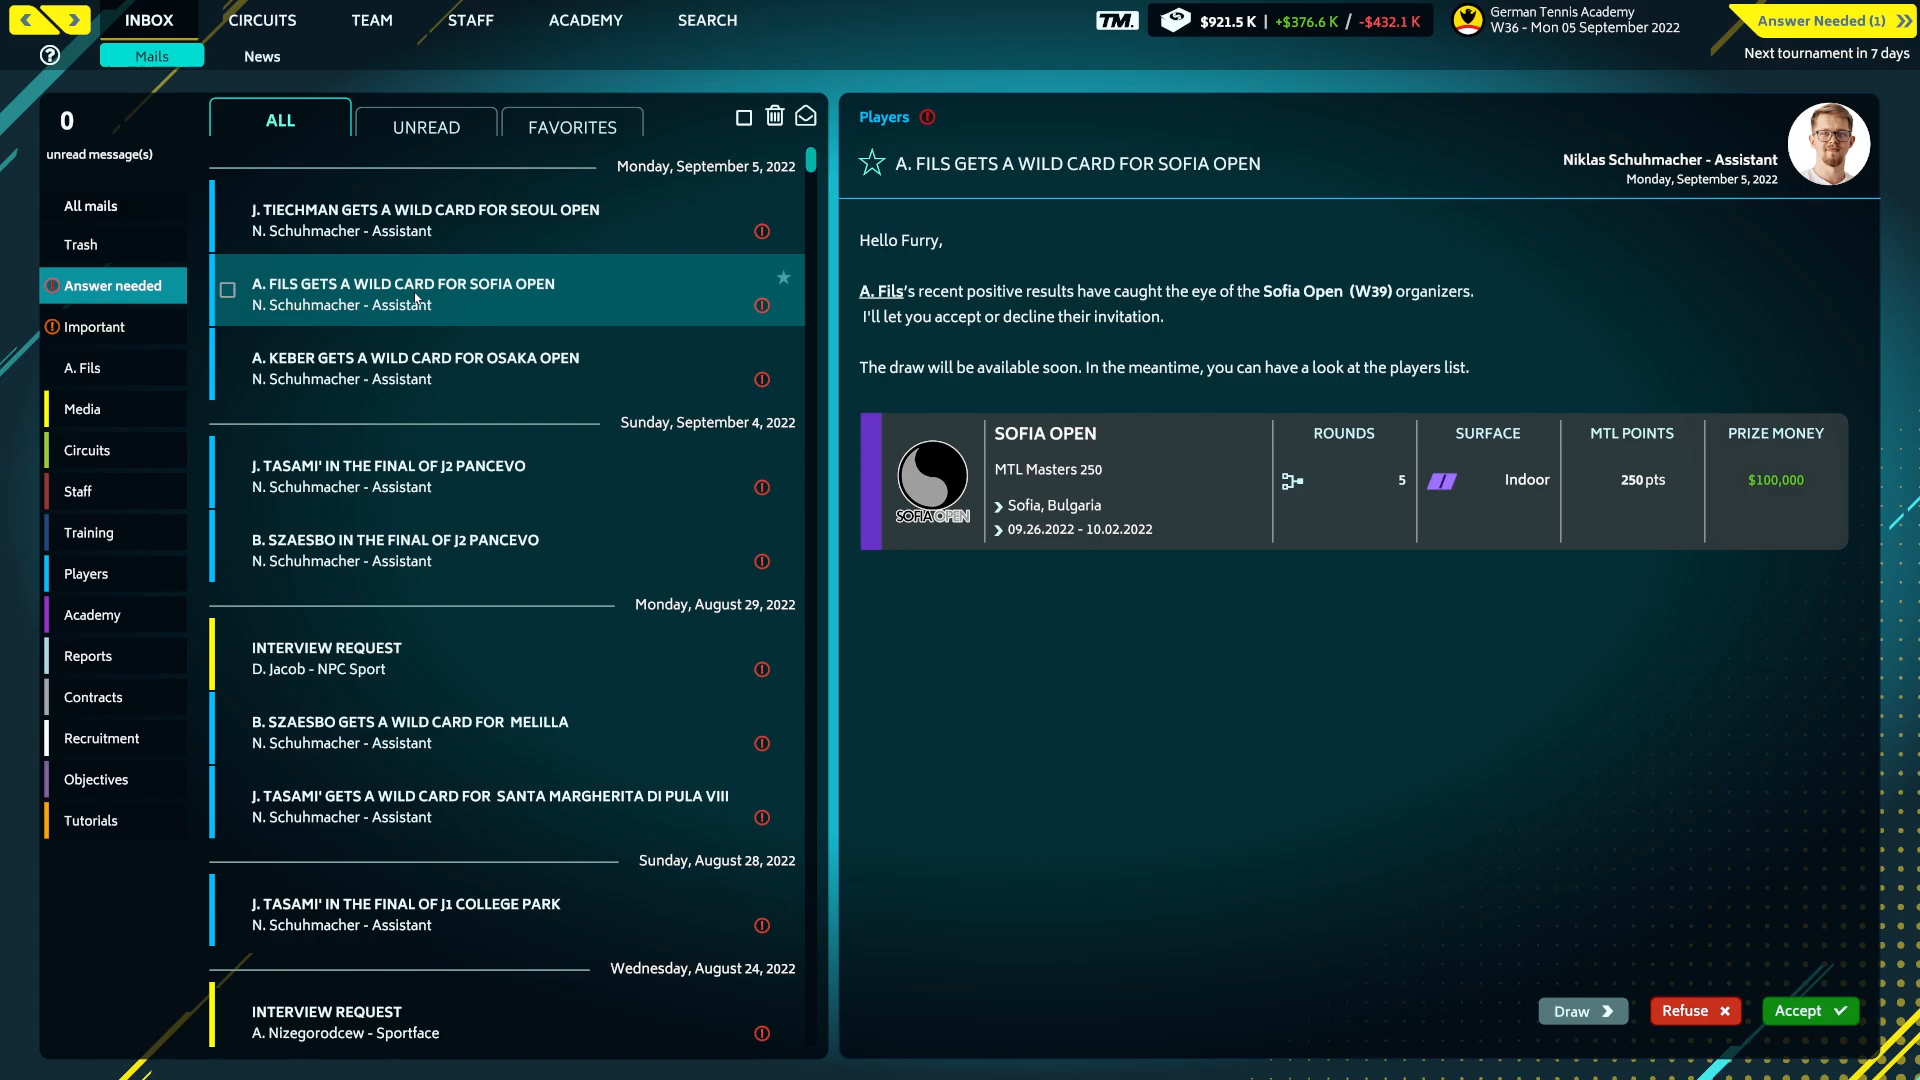 INBOX
CIRCUITS
TEAM
STAFF
ACADEMY
SEARCH
TM.
$921.5 K | +$376.6 K / -$432.1 K
German Tennis Academy
W36 - Mon 05 September 2022
Answer Needed (1)
Next tournament in 7 days
Mails
News
0
unread message(s)
All mails
Trash
Answer needed
Important
A. Fils
Media
Circuits
Staff
Training
Players
Academy
Reports
Contracts
Recruitment
Objectives
Tutorials
ALL
UNREAD
FAVORITES
Monday, September 5, 2022
J. TIECHMAN GETS A WILD CARD FOR SEOUL OPEN
N. Schuhmacher - Assistant
A. FILS GETS A WILD CARD FOR SOFIA OPEN
N. Schuhmacher - Assistant
A. KEBER GETS A WILD CARD FOR OSAKA OPEN
N. Schuhmacher - Assistant
Sunday, September 4, 2022
J. TASAMI' IN THE FINAL OF J2 PANCEVO
N. Schuhmacher - Assistant
B. SZAESBO IN THE FINAL OF J2 PANCEVO
N. Schuhmacher - Assistant
Monday, August 29, 2022
INTERVIEW REQUEST
D. Jacob - NPC Sport
B. SZAESBO GETS A WILD CARD FOR MELILLA
N. Schuhmacher - Assistant
J. TASAMI' GETS A WILD CARD FOR SANTA MARGHERITA DI PULA VIII
N. Schuhmacher - Assistant
Sunday, August 28, 2022
J. TASAMI' IN THE FINAL OF J1 COLLEGE PARK
N. Schuhmacher - Assistant
Wednesday, August 24, 2022
INTERVIEW REQUEST
A. Nizegorodcew - Sportface
Players
A. FILS GETS A WILD CARD FOR SOFIA OPEN
Niklas Schuhmacher - Assistant
Monday, September 5, 2022
Hello Furry,
A. Fils's recent positive results have caught the eye of the Sofia Open (W39) organizers.
I'll let you accept or decline their invitation.
The draw will be available soon. In the meantime, you can have a look at the players list.
SOFIA OPEN
SOFIA OPEN
MTL Masters 250
Sofia, Bulgaria
09.26.2022 - 10.02.2022
ROUNDS
5
SURFACE
Indoor
MTL POINTS
250 pts
PRIZE MONEY
$100,000
Draw
Refuse
Accept